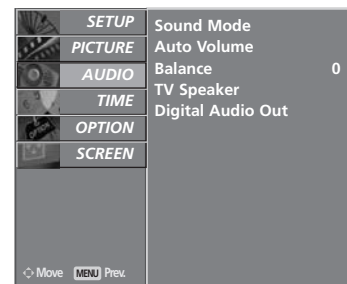 SETUP
PICTURE
AUDIO
TIME
OPTION
SCREEN
Sound Mode
Auto Volume
Balance 0
TV Speaker
Digital Audio Out
Move MENU Prev.